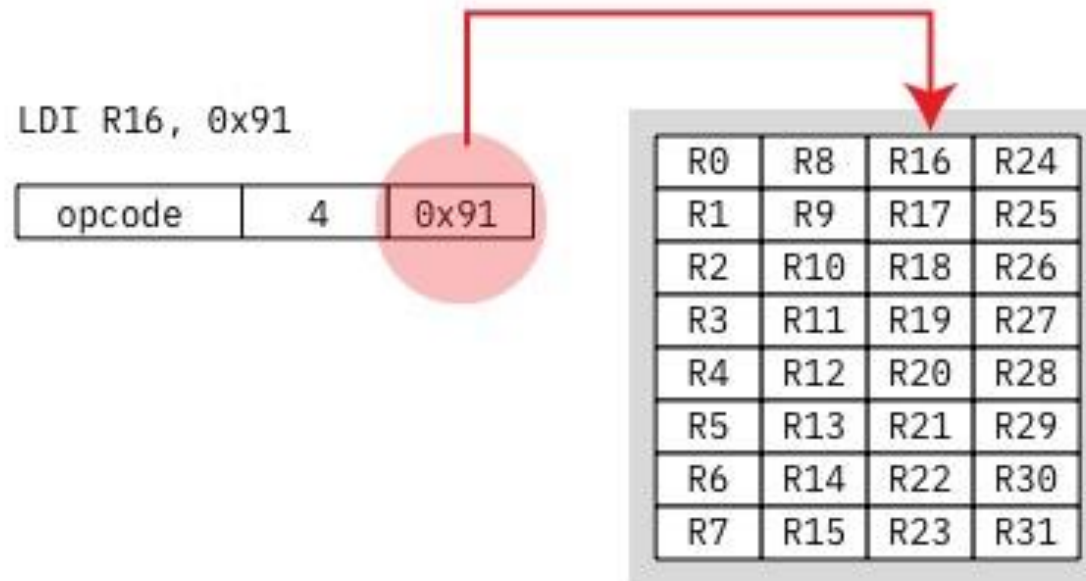 LDI R16, 0x91
opcode 4 0x91
R0 R8 R16 R24
R1 R9 R17 R25
R2 R10 R18 R26
R3 R11 R19 R27
R4 R12 R20 R28
R5 R13 R21 R29
R6 R14 R22 R30
R7 R15 R23 R31